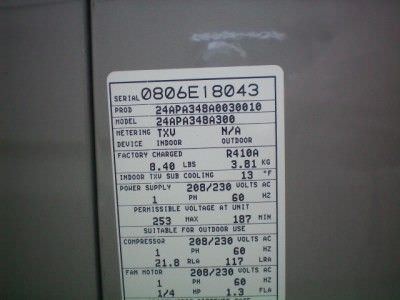 SERIAL 0806E18043
PROD 24APA348A0030010
MODEL 24APA348A300
METERING TXV N/A
DEVICE INDOOR OUTDOOR
FACTORY CHARGED R410A
8.40 LBS 3.81 KG
INDOOR TXV SUB COOLING 13 °F
POWER SUPPLY 208/230 VOLTS AC
1 PH 60 HZ
PERMISSIBLE VOLTAGE AT UNIT
253 MAX 187 MIN
SUITABLE FOR OUTDOOR USE
COMPRESSOR 208/230 VOLTS AC
1 PH 60 HZ
21.8 RLA 117 LRA
FAN MOTOR 208/230 VOLTS AC
1 PH 60 HZ
1/4 HP 1.3 FLA